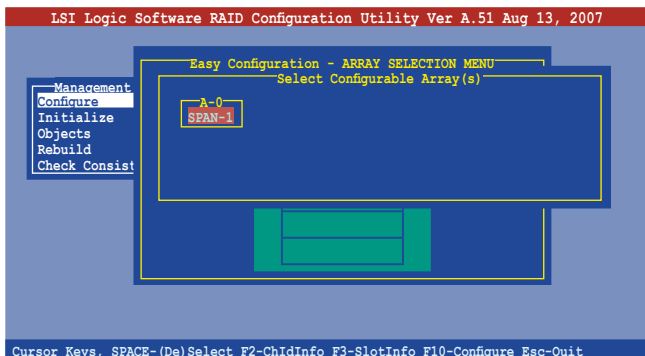 LSI Logic Software RAID Configuration Utility Ver A.51 Aug 13, 2007
Easy Configuration - ARRAY SELECTION MENU
Select Configurable Array(s)
A-0
SPAN-1
Management
Configure
Initialize
Objects
Rebuild
Check Consist
Cursor Keys, SPACE-(De)Select F2-ChIdInfo F3-SlotInfo F10-Configure Esc-Quit